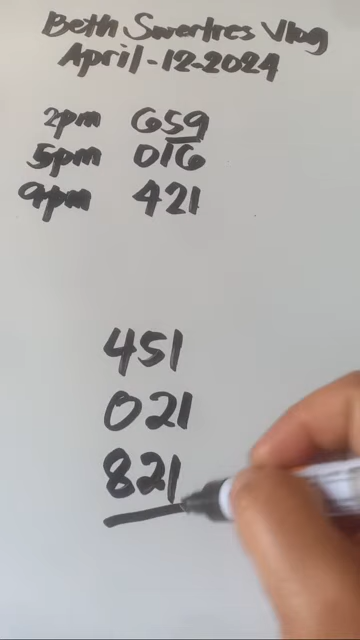 Beth Swertres Vlog
April-12-2024
2pm 659
5pm 016
9pm 421
451
021
821